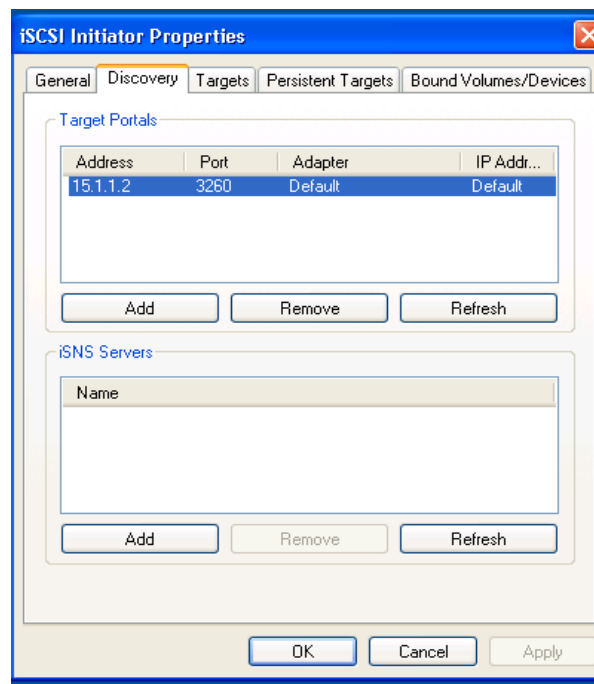 iSCSI Initiator Properties
General Discovery Targets Persistent Targets Bound Volumes/Devices
Target Portals
Address Port Adapter IP Addr...
15.1.1.2 3260 Default Default
Add Remove Refresh
iSNS Servers
Name
Add Remove Refresh
OK Cancel Apply